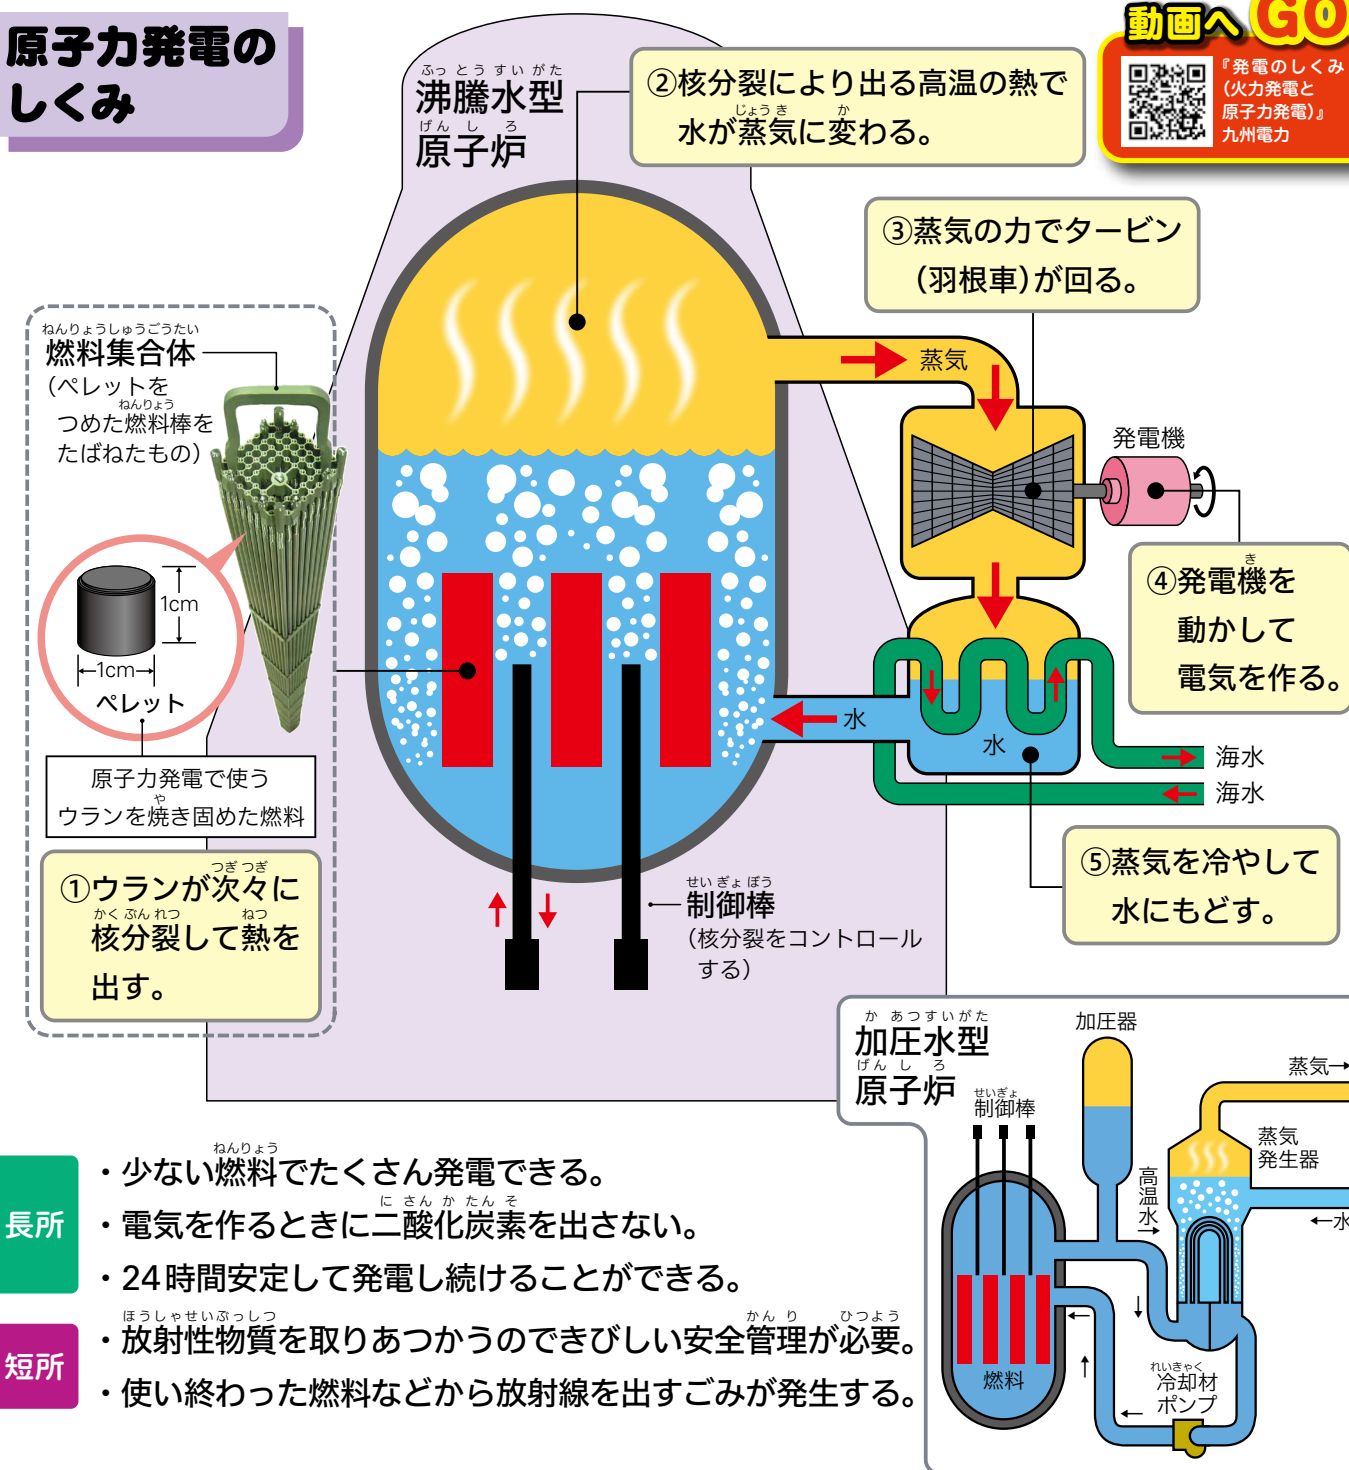 原子力発電の
しくみ
動画へGO
『発電のしくみ
(火力発電と
原子力発電)』
九州電力
ふっとうすいがた
沸騰水型
げんしろ
原子炉
②核分裂により出る高温の熱で
じょうき か
水が蒸気に変わる。
③蒸気の力でタービン
(羽根車)が回る。
ねんりょうしゅうごうたい
燃料集合体
(ペレットを
ねんりょう
つめた燃料棒を
たばねたもの)
1cm
1cm
ペレット
原子力発電で使う
や
ウランを焼き固めた燃料
つぎつぎ
①ウランが次々に
かくぶんれつ ねつ
核分裂して熱を
出す。
蒸気
発電機
き
④発電機を
動かして
電気を作る。
水
水
海水
海水
⑤蒸気を冷やして
水にもどす。
せいぎょぼう
制御棒
(核分裂をコントロール
する)
かあつすいがた
加圧水型
げんしろ
原子炉
せいぎょ
制御棒
加圧器
蒸気→
蒸気
発生器
高温水
←水
燃料
れいきゃく
冷却材
ポンプ
長所
ねんりょう
・少ない燃料でたくさん発電できる。
にさんかたんそ
・電気を作るときに二酸化炭素を出さない。
・24時間安定して発電し続けることができる。
短所
ほうしゃせいぶっしつ かんり ひつよう
・放射性物質を取りあつかうのできびしい安全管理が必要。
・使い終わった燃料などから放射線を出すごみが発生する。